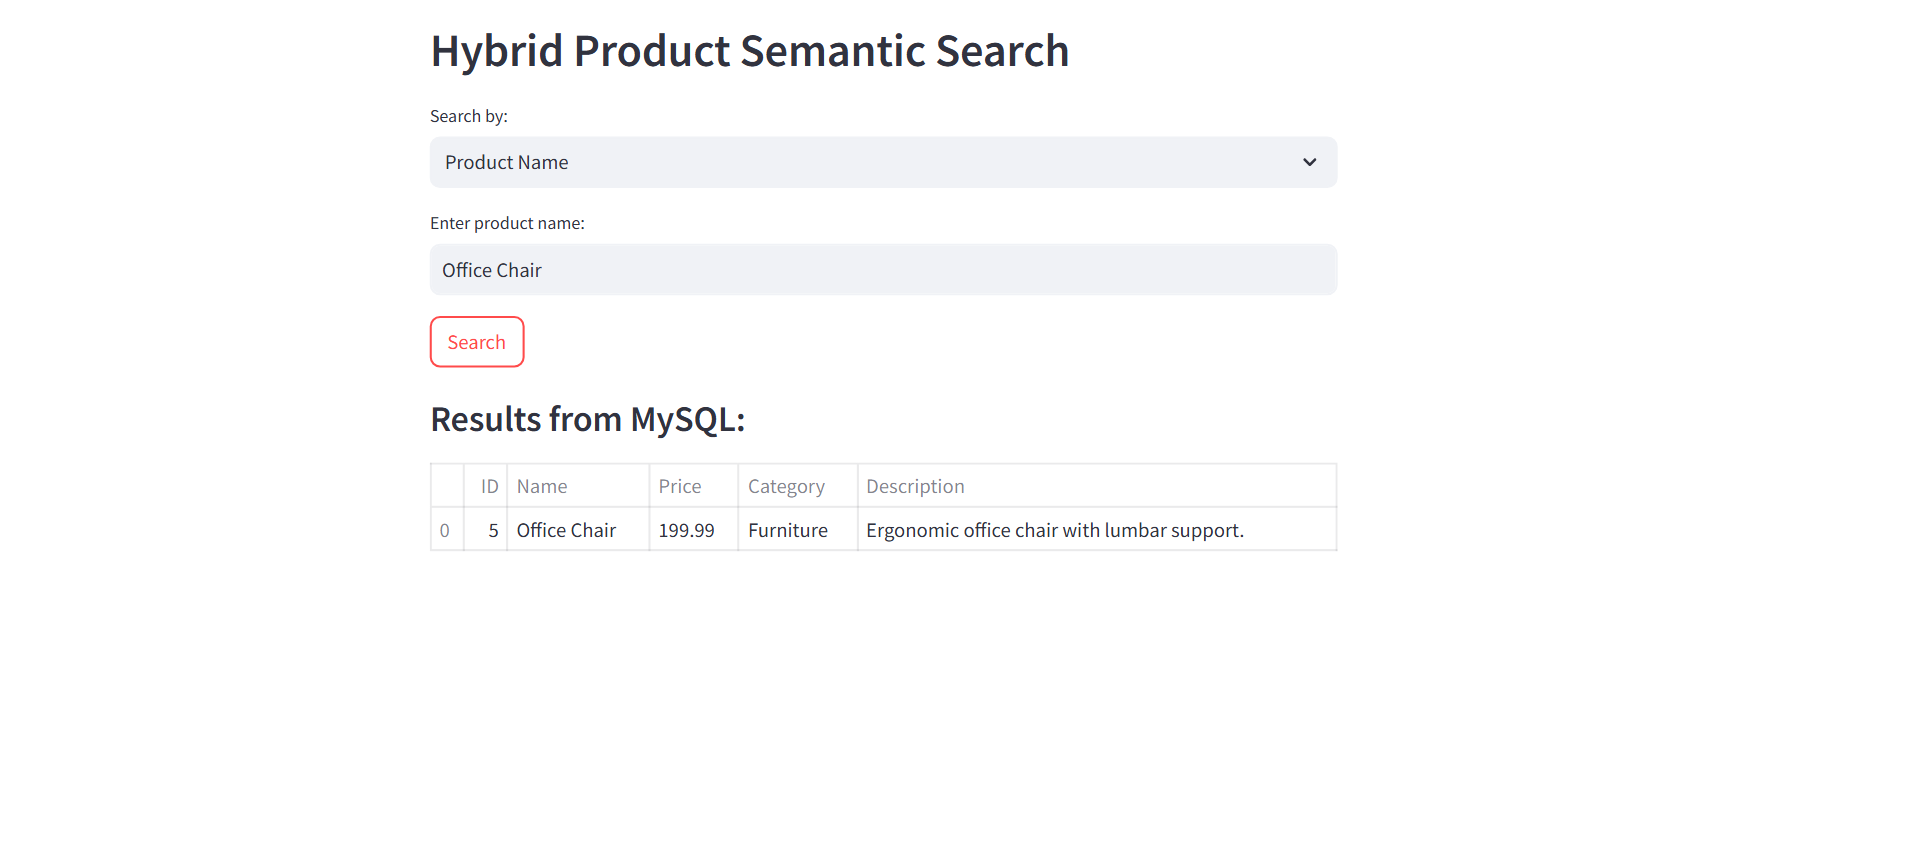 Hybrid Product Semantic Search
Search by:
Product Name
Enter product name:
Office Chair
Search
Results from MySQL:
ID Name Price Category Description
0 5 Office Chair 199.99 Furniture Ergonomic office chair with lumbar support.